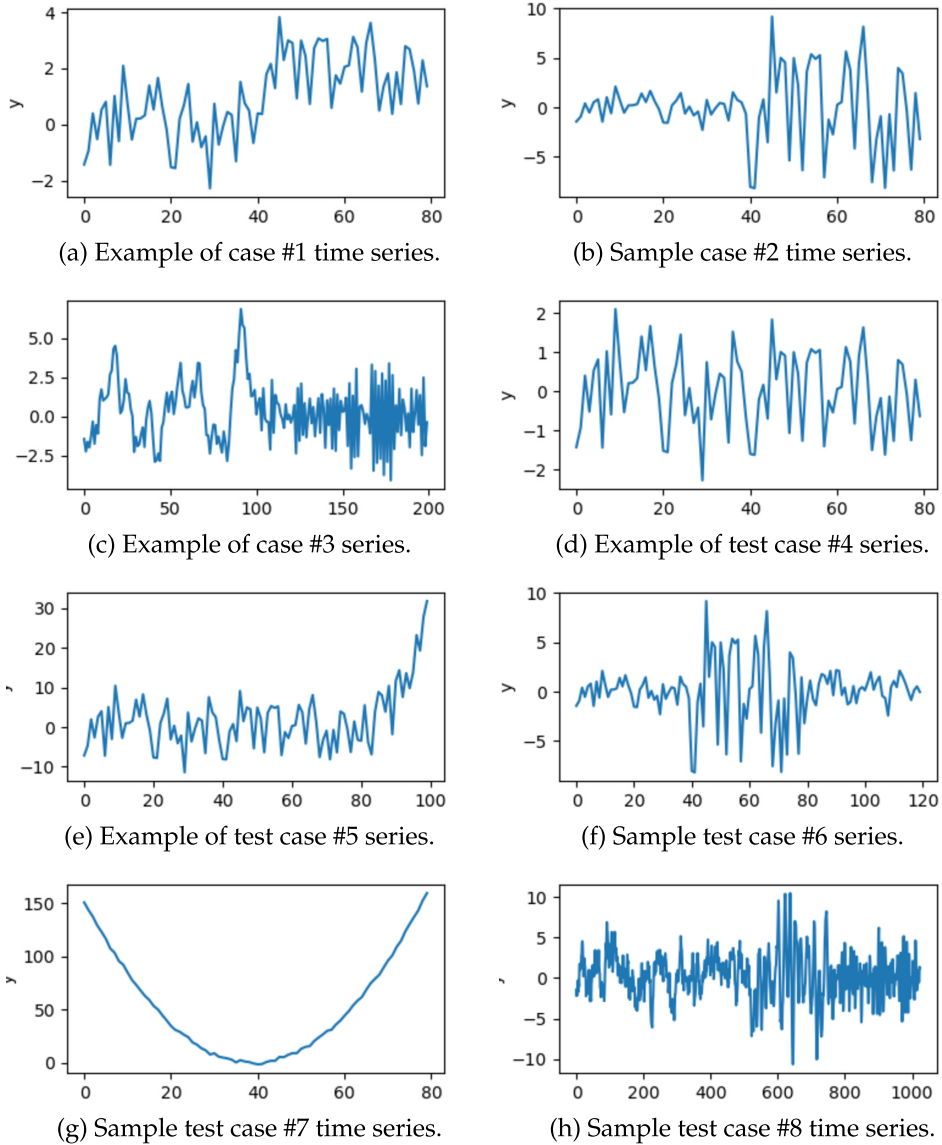 4
2
0
−2
y
0 20 40 60 80
(a) Example of case #1 time series.
10
5
0
−5
y
0 20 40 60 80
(b) Sample case #2 time series.
5.0
2.5
0.0
−2.5
0 50 100 150 200
(c) Example of case #3 series.
2
1
0
−1
−2
y
0 20 40 60 80
(d) Example of test case #4 series.
30
20
10
0
−10
0 20 40 60 80 100
(e) Example of test case #5 series.
10
5
0
−5
y
0 20 40 60 80 100 119
(f) Sample test case #6 series.
150
100
50
0
y
0 20 40 60 80
(g) Sample test case #7 time series.
10
5
0
−5
−10
0 200 400 600 800 1000
(h) Sample test case #8 time series.